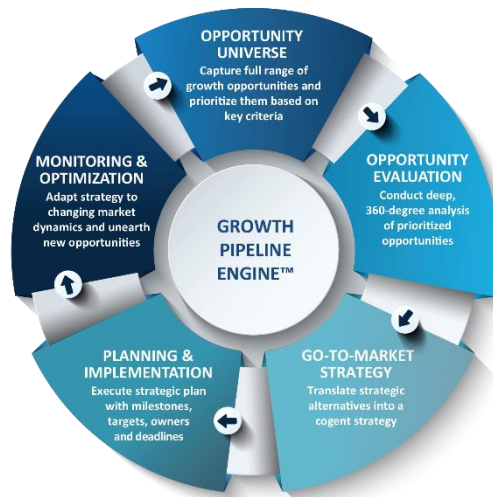 OPPORTUNITY
UNIVERSE
Capture full range of
growth opportunities and
prioritize them based on
key criteria
OPPORTUNITY
EVALUATION
Conduct deep,
360-degree analysis
of prioritized
opportunities
GO-TO-MARKET
STRATEGY
Translate strategic
alternatives into a
cogent strategy
PLANNING &
IMPLEMENTATION
Execute strategic plan
with milestones,
targets, owners
and deadlines
MONITORING &
OPTIMIZATION
Adapt strategy to
changing market
dynamics and unearth
new opportunities
GROWTH
PIPELINE
ENGINE™